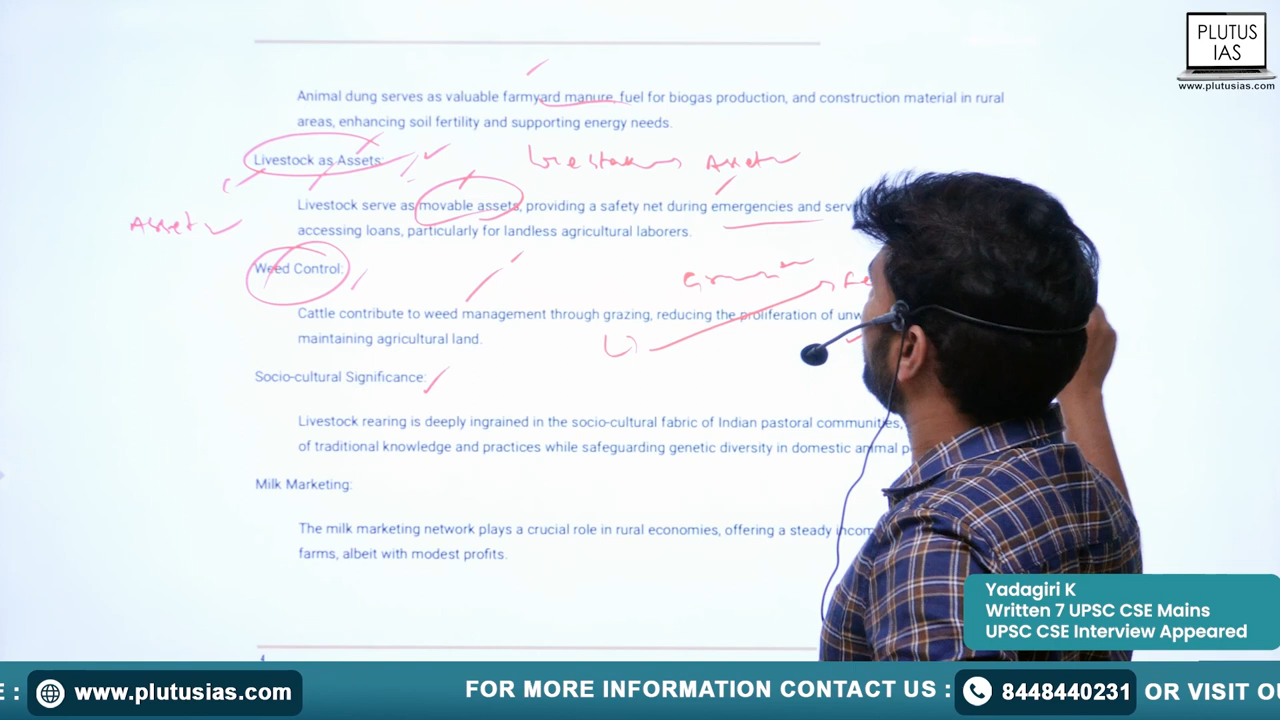 PLUTUS
IAS
www.plutusias.com
Animal dung serves as valuable farmyard manure, fuel for biogas production, and construction material in rural
areas, enhancing soil fertility and supporting energy needs.
Livestock as Assets:
Livestock serve as movable assets, providing a safety net during emergencies and
accessing loans, particularly for landless agricultural laborers.
Asset
Weed Control:
Cattle contribute to weed management through grazing, reducing the proliferation of
maintaining agricultural land.
Socio-cultural Significance:
Livestock rearing is deeply ingrained in the socio-cultural fabric of Indian pastoral communities,
of traditional knowledge and practices while safeguarding genetic diversity in domestic animal
Milk Marketing:
The milk marketing network plays a crucial role in rural economies, offering a steady
farms, albeit with modest profits.
Yadagiri K
Written 7 UPSC CSE Mains
UPSC CSE Interview Appeared
: www.plutusias.com
FOR MORE INFORMATION CONTACT US : 8448440231 OR VISIT